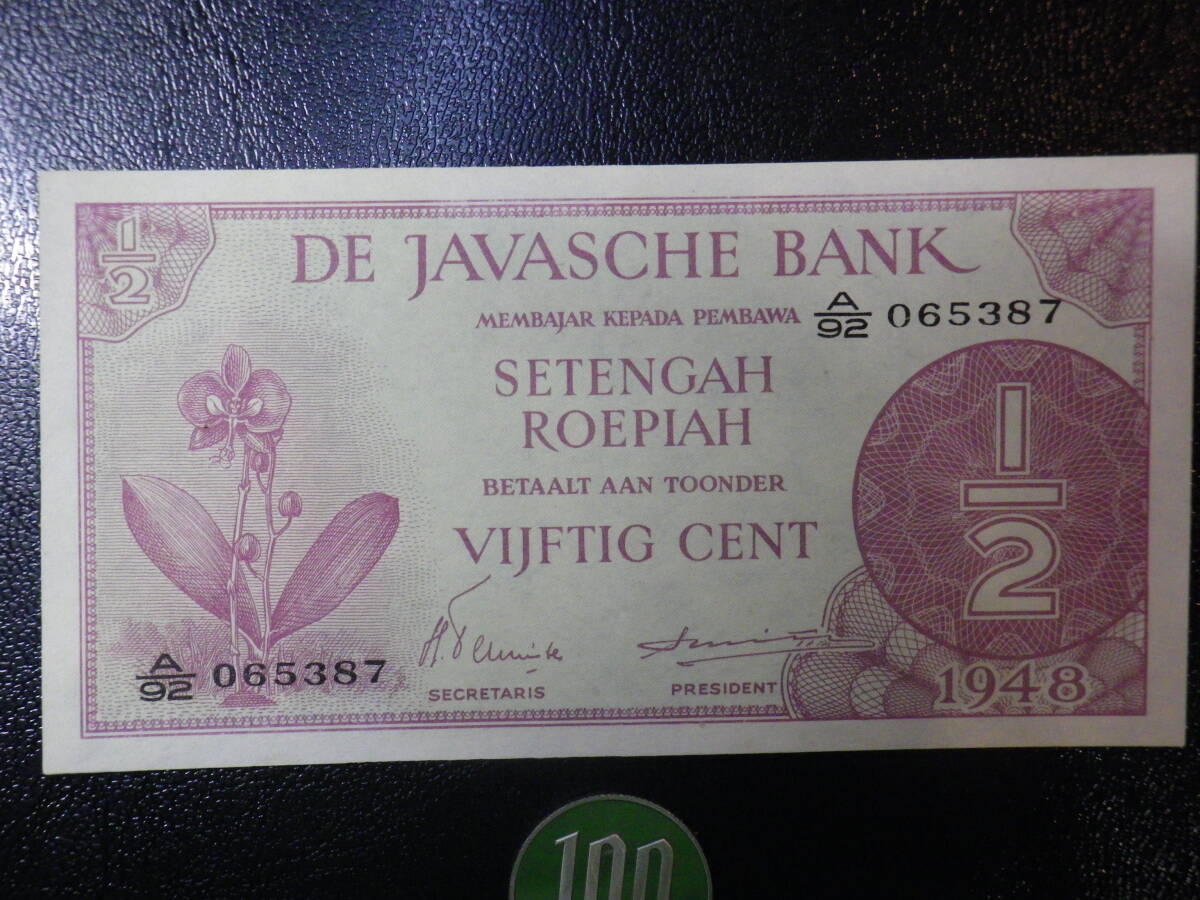 1/2
DE JAVASCHE BANK
MEMBAJAR KEPADA PEMBAWA
A/92 065387
SETENGAH
ROEPIAH
BETAALT AAN TOONDER
VIJFTIG CENT
1/2
A/92 065387
SECRETARIS
PRESIDENT
1948
100